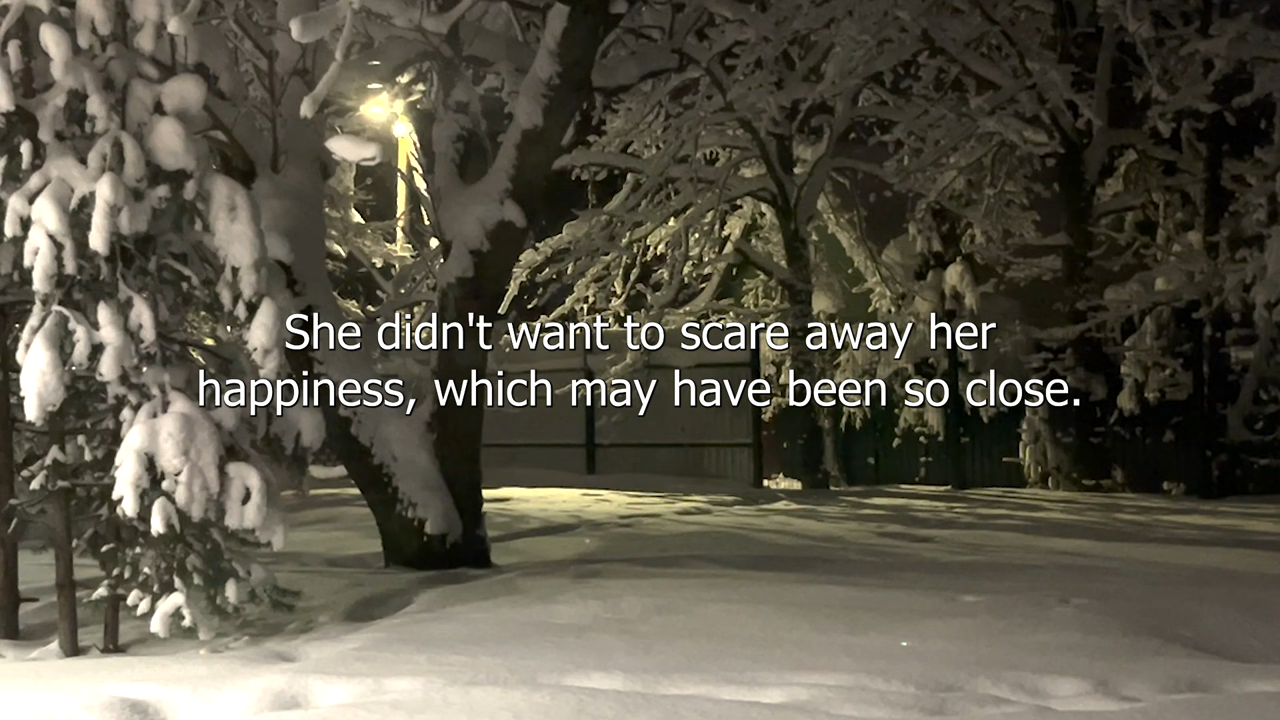 She didn't want to scare away her
happiness, which may have been so close.